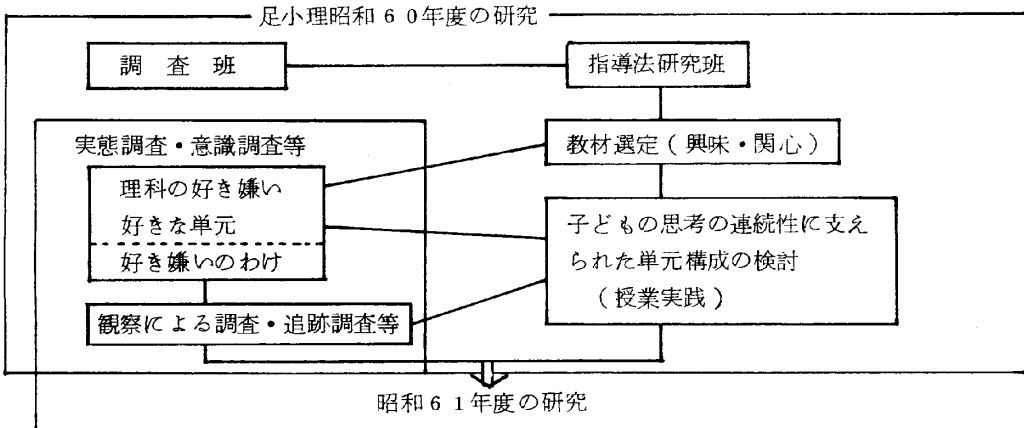 足小理昭和60年度の研究
調査班
指導法研究班
実態調査・意識調査等
教材選定(興味・関心)
理科の好き嫌い
好きな単元
好き嫌いのわけ
子どもの思考の連続性に支え
られた単元構成の検討
(授業実践)
観察による調査・追跡調査等
昭和61年度の研究